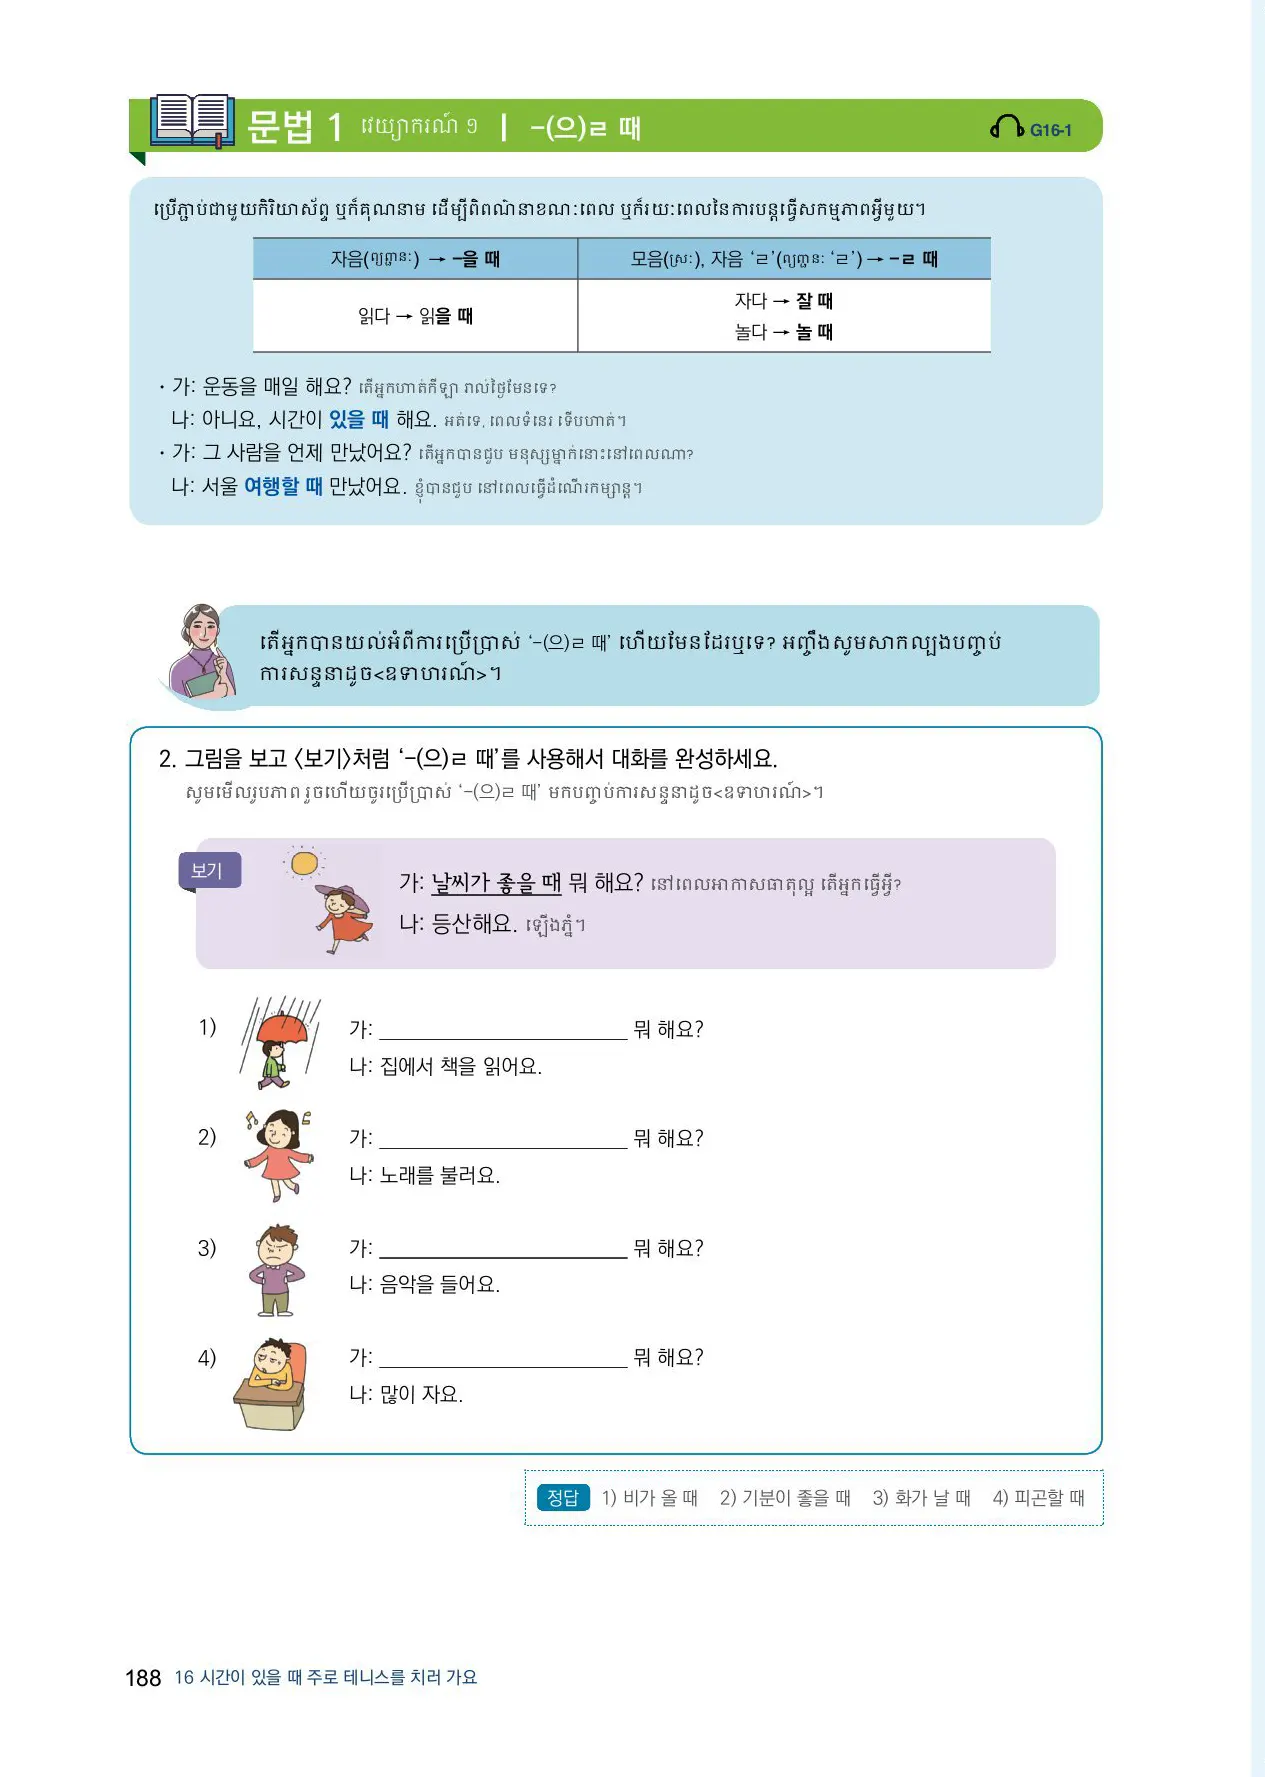 문법 1 វេយ្យាករណ៍ ១ | -(으)ㄹ 때
G16-1
ប្រើភ្ជាប់ជាមួយកិរិយាស័ព្ទ ឬក៏គុណនាម ដើម្បីពិពណ៌នាខណៈពេល ឬក៏រយៈពេលនៃការបន្តធ្វើសកម្មភាពអ្វីមួយ។
자음(ព្យញ្ជនៈ) → -을 때
모음(ស្រៈ), 자음 ‘ㄹ’(ព្យញ្ជនៈ ‘ㄹ’) → -ㄹ 때
읽다 → 읽을 때
자다 → 잘 때
놀다 → 놀 때
· 가: 운동을 매일 해요? តើអ្នកហាត់កីឡា រាល់ថ្ងៃមែនទេ?
나: 아니요, 시간이 있을 때 해요. អត់ទេ, ពេលទំនេរ ទើបហាត់។
· 가: 그 사람을 언제 만났어요? តើអ្នកបានជួប មនុស្សម្នាក់នោះនៅពេលណា?
나: 서울 여행할 때 만났어요. ខ្ញុំបានជួប នៅពេលធ្វើដំណើរកម្សាន្ត។
តើអ្នកបានយល់អំពីការប្រើប្រាស់ ‘-(으)ㄹ 때’ ហើយមែនដែរឬទេ? អញ្ចឹងសូមសាកល្បងបញ្ចប់
ការសន្ទនាដូច<ឧទាហរណ៍>។
2. 그림을 보고 〈보기〉처럼 ‘-(으)ㄹ 때’를 사용해서 대화를 완성하세요.
សូមមើលរូបភាព រួចហើយចូរប្រើប្រាស់ ‘-(으)ㄹ 때’ មកបញ្ចប់ការសន្ទនាដូច<ឧទាហរណ៍>។
보기
가: 날씨가 좋을 때 뭐 해요? នៅពេលអាកាសធាតុល្អ តើអ្នកធ្វើអ្វី?
나: 등산해요. ឡើងភ្នំ។
1) 가: ____________________ 뭐 해요?
나: 집에서 책을 읽어요.
2) 가: ____________________ 뭐 해요?
나: 노래를 불러요.
3) 가: ____________________ 뭐 해요?
나: 음악을 들어요.
4) 가: ____________________ 뭐 해요?
나: 많이 자요.
정답 1) 비가 올 때 2) 기분이 좋을 때 3) 화가 날 때 4) 피곤할 때
188 16 시간이 있을 때 주로 테니스를 치러 가요